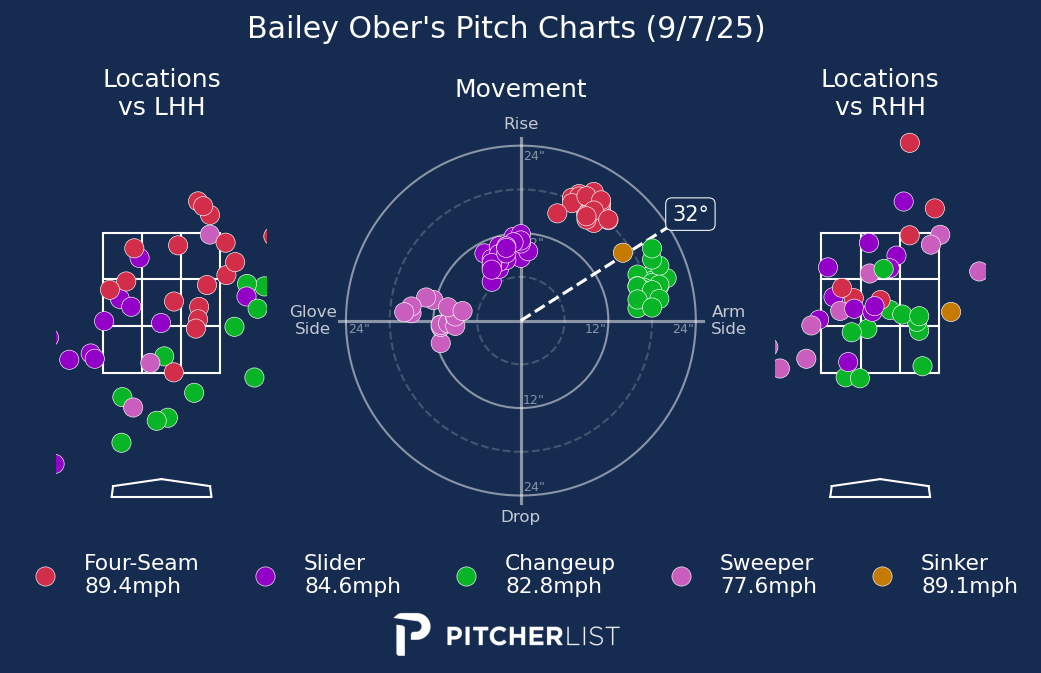 Bailey Ober's Pitch Charts (9/7/25)
Locations
vs LHH
Movement
Locations
vs RHH
Rise
24"
32°
Glove
Side
24"
12"
24"
Arm
Side
12"
24"
Drop
Four-Seam
89.4mph
Slider
84.6mph
Changeup
82.8mph
Sweeper
77.6mph
Sinker
89.1mph
PITCHERLIST